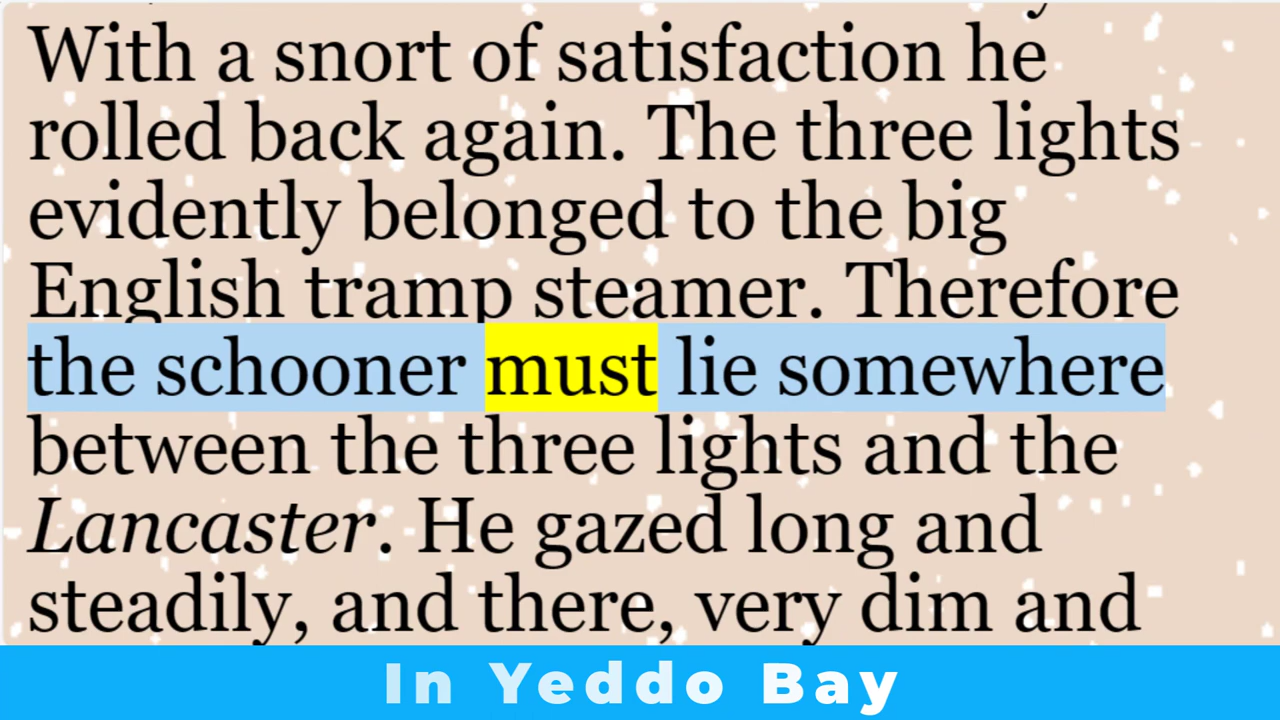 With a snort of satisfaction he
rolled back again. The three lights
evidently belonged to the big
English tramp steamer. Therefore
the schooner must lie somewhere
between the three lights and the
Lancaster. He gazed long and
steadily, and there, very dim and
In Yeddo Bay